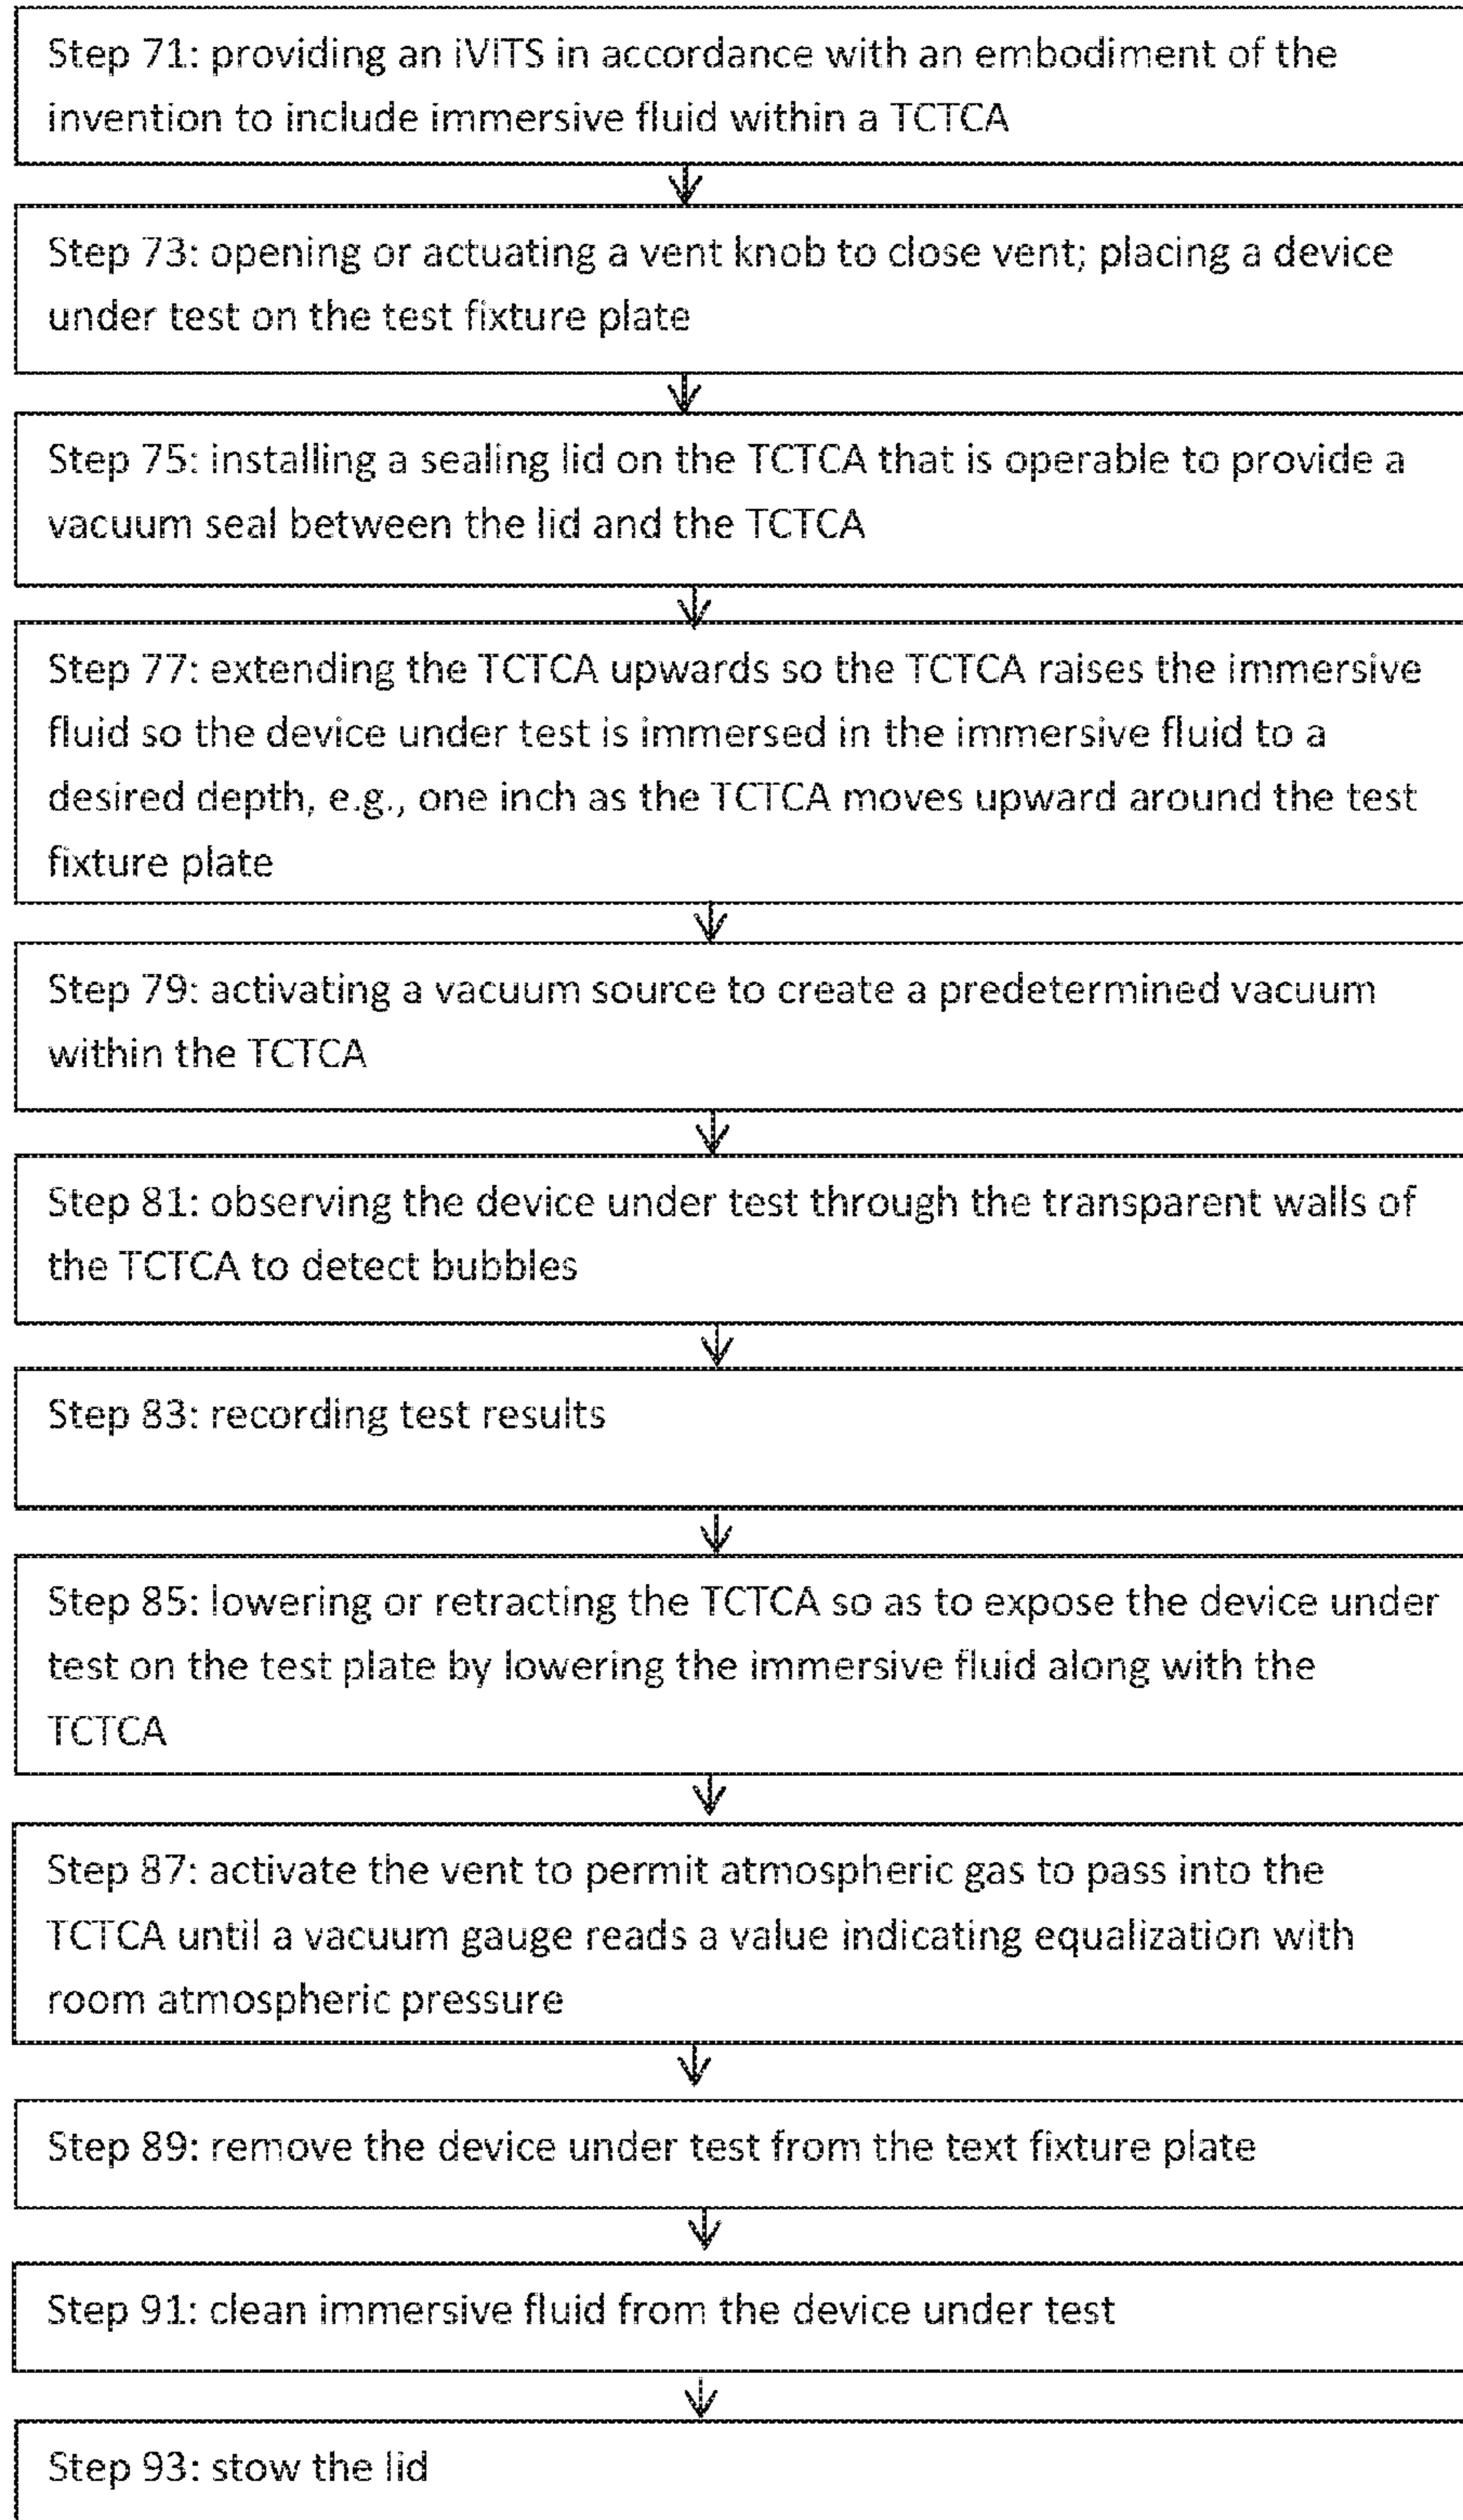 Step 71: providing an iVITS in accordance with an embodiment of the
invention to include immersive fluid within a TCTCA
Step 73: opening or actuating a vent knob to close vent; placing a device
under test on the test fixture plate
Step 75: installing a sealing lid on the TCTCA that is operable to provide a
vacuum seal between the lid and the TCTCA
Step 77: extending the TCTCA upwards so the TCTCA raises the immersive
fluid so the device under test is immersed in the immersive fluid to a
desired depth, e.g., one inch as the TCTCA moves upward around the test
fixture plate
Step 79: activating a vacuum source to create a predetermined vacuum
within the TCTCA
Step 81: observing the device under test through the transparent walls of
the TCTCA to detect bubbles
Step 83: recording test results
Step 85: lowering or retracting the TCTCA so as to expose the device under
test on the test plate by lowering the immersive fluid along with the
TCTCA
Step 87: activate the vent to permit atmospheric gas to pass into the
TCTCA until a vacuum gauge reads a value indicating equalization with
room atmospheric pressure
Step 89: remove the device under test from the text fixture plate
Step 91: clean immersive fluid from the device under test
Step 93: stow the lid